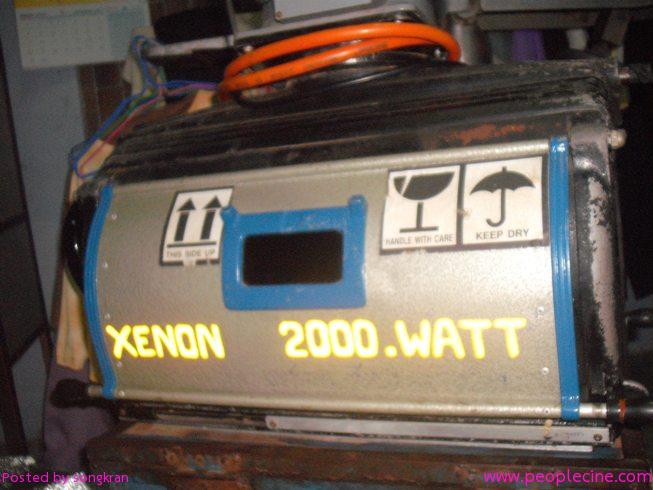 THIS SIDE UP
HANDLE WITH CARE
KEEP DRY
XENON 2000.WATT
Posted by songkran
www.peoplecine.com